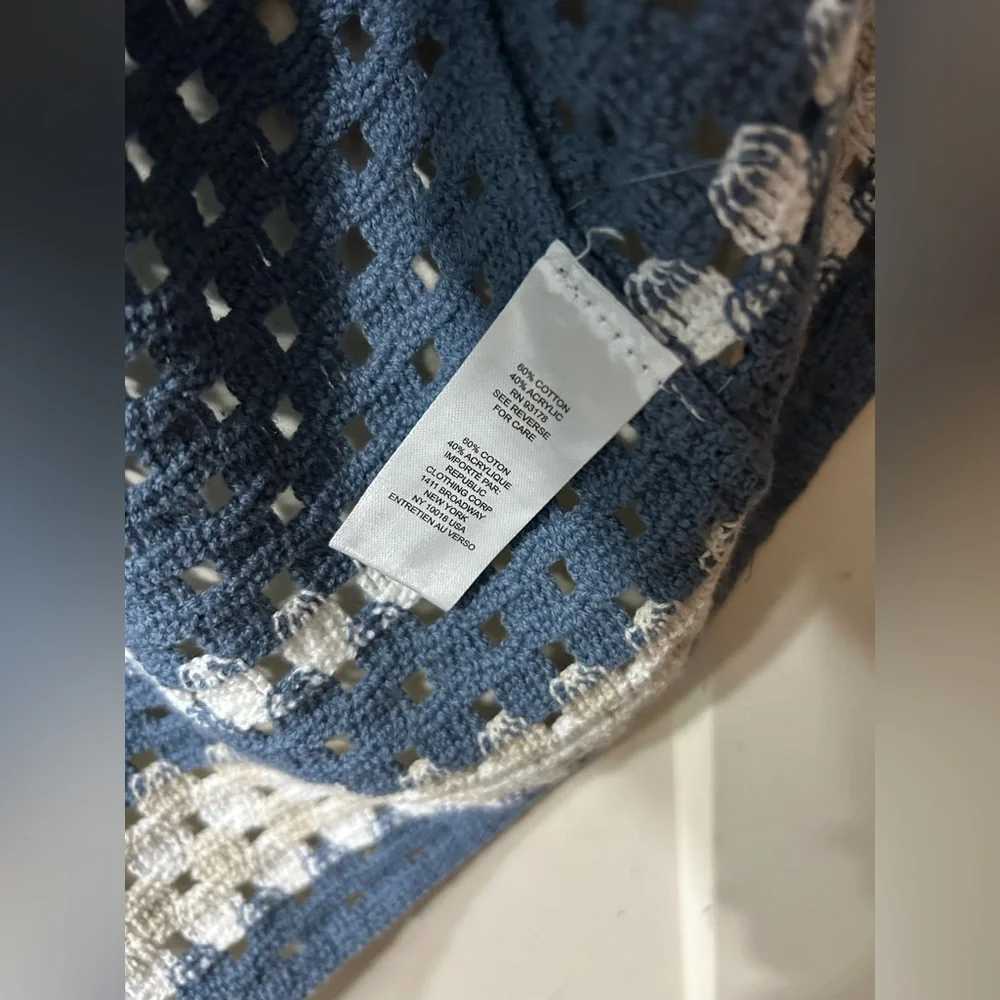 60% COTTON
40% ACRYLIC
RN 93178
SEE REVERSE
FOR CARE
60% COTON
40% ACRYLIQUE
IMPORTÉ PAR:
REPUBLIC
CLOTHING CORP
1411 BROADWAY
NEW YORK
NY 10018 USA
ENTRETIEN AU VERSO